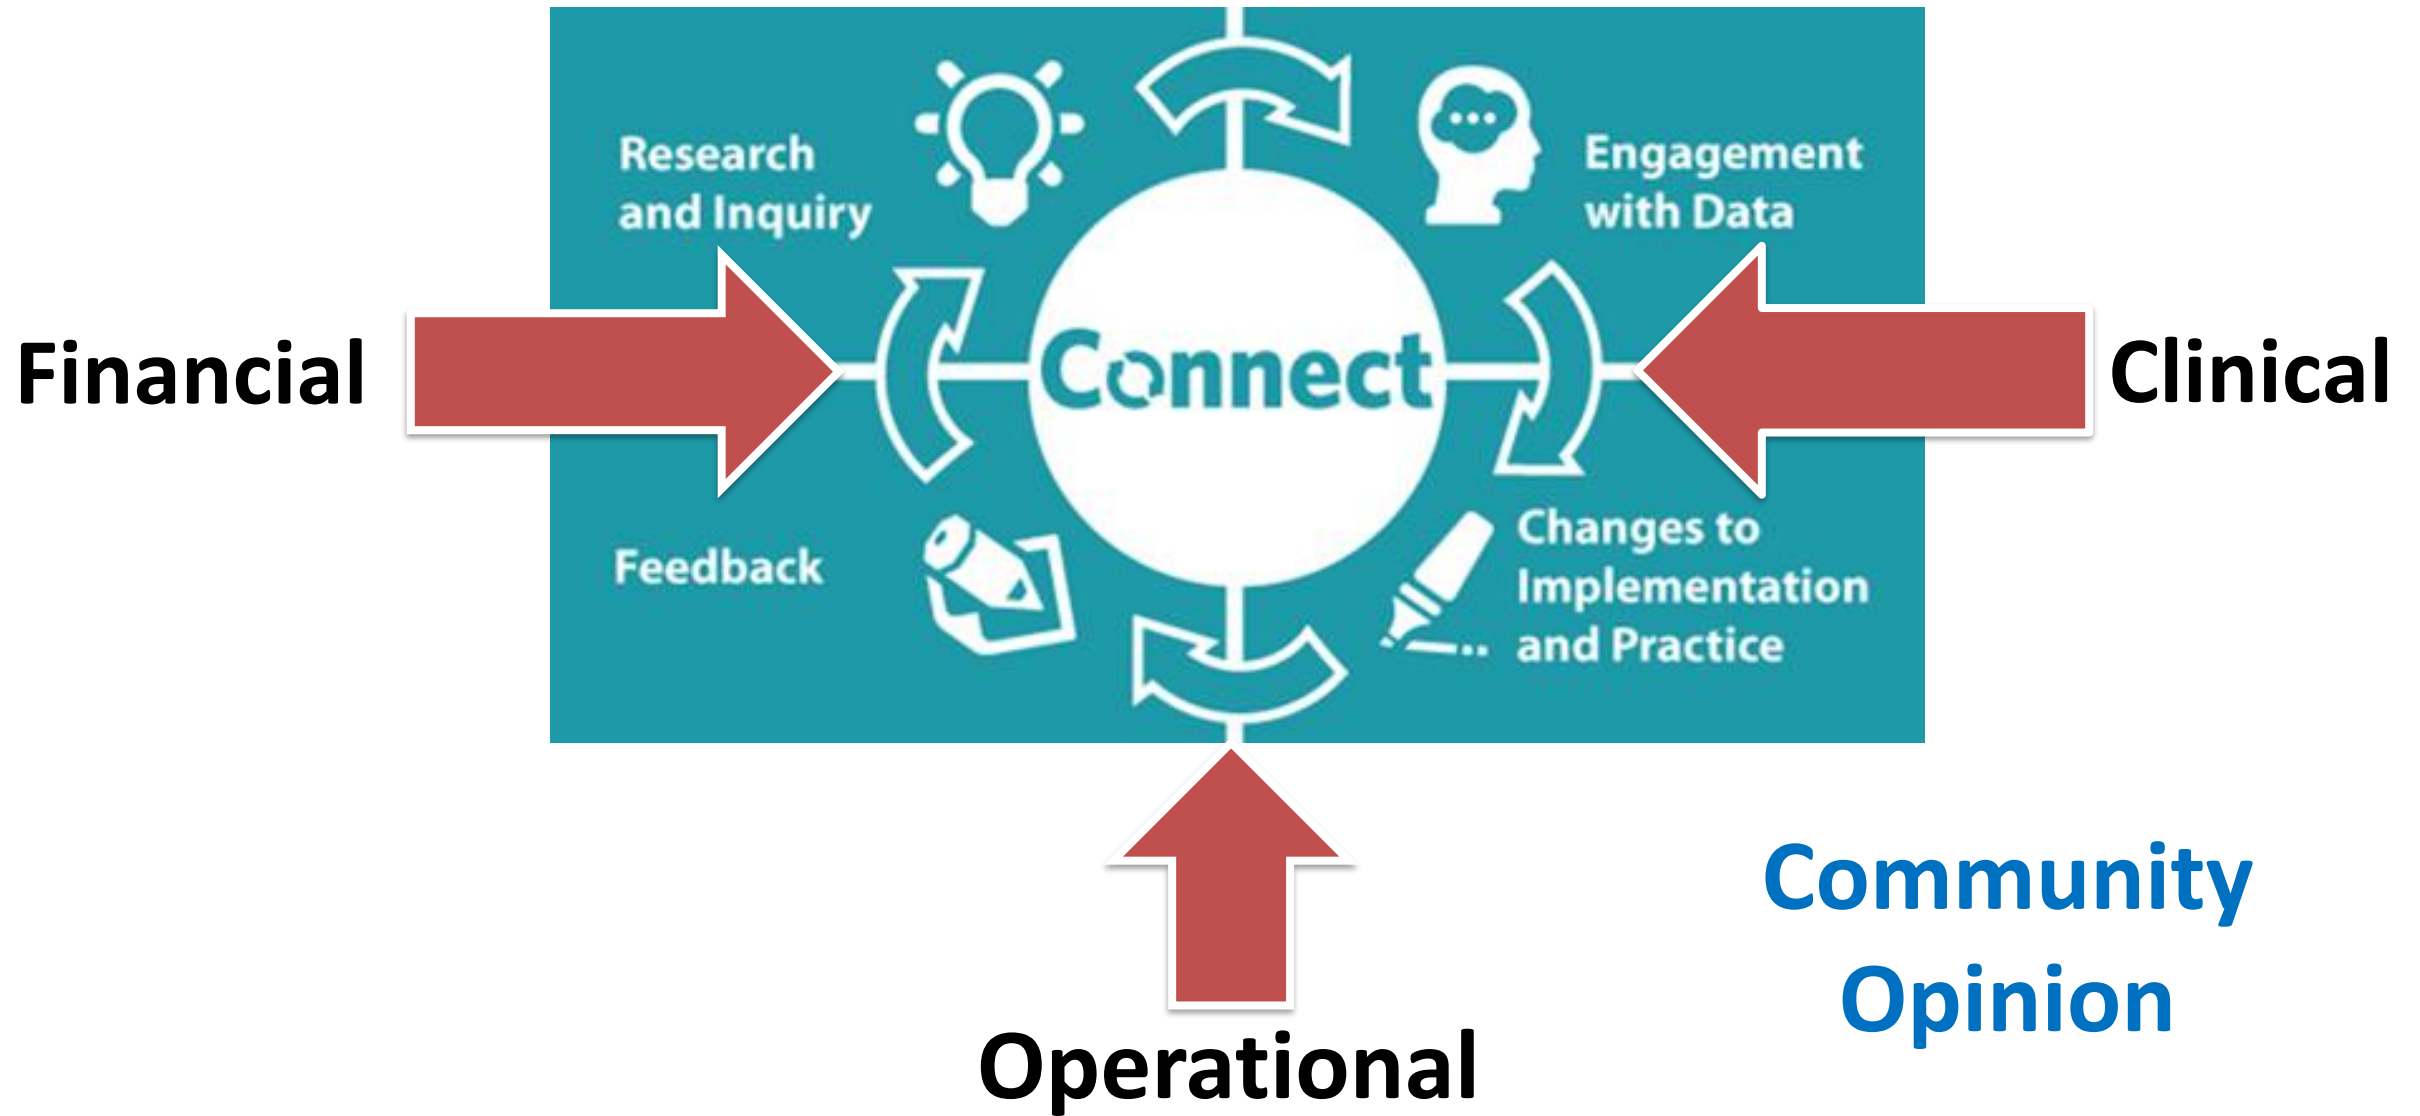 Research
and Inquiry
Engagement
with Data
Financial
Connect
Clinical
Feedback
Changes to
Implementation
and Practice
Community
Opinion
Operational